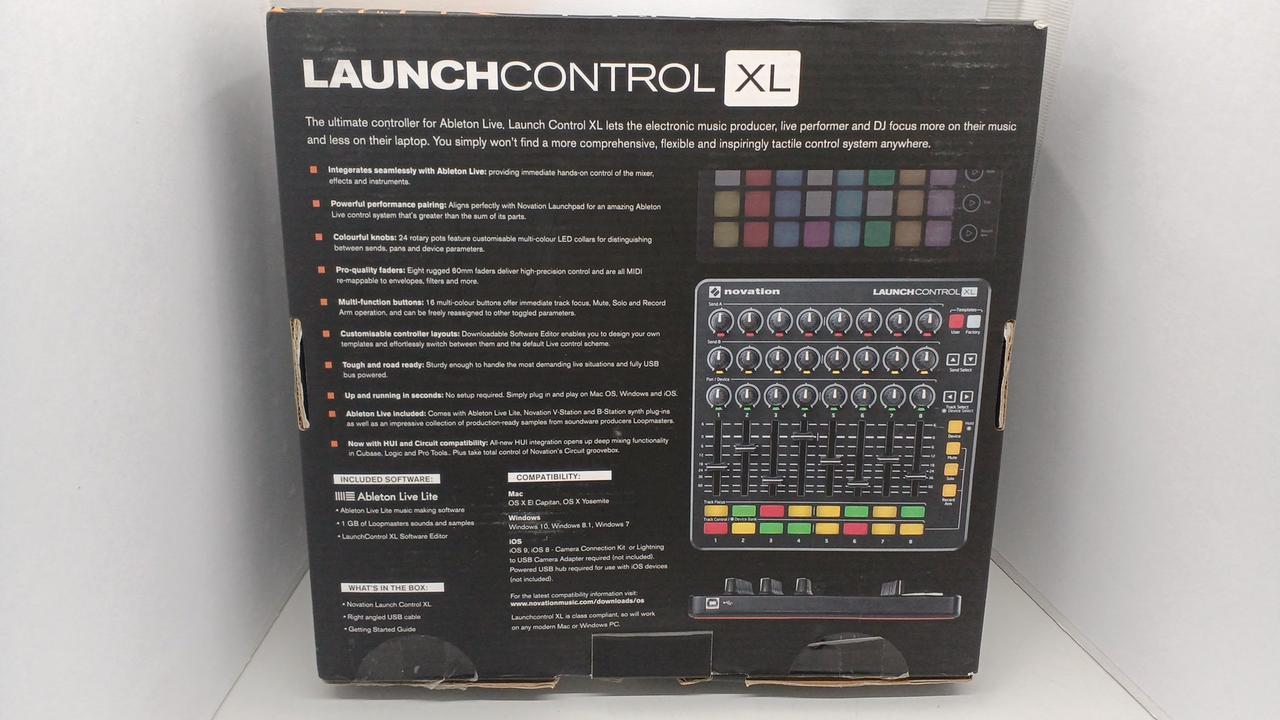 LAUNCHCONTROL XL
The ultimate controller for Ableton Live, Launch Control XL lets the electronic music producer, live performer and DJ focus more on their music
and less on their laptop. You simply won't find a more comprehensive, flexible and inspiringly tactile control system anywhere.
Integerates seamlessly with Ableton Live: providing immediate hands-on control of the mixer,
effects and instruments.
Powerful performance pairing: Aligns perfectly with Novation Launchpad for an amazing Ableton
Live control system that's greater than the sum of its parts.
Colourful knobs: 24 rotary pots feature customisable multi-colour LED collars for distinguishing
between sends, pans and device parameters.
Pro-quality faders: Eight rugged 60mm faders deliver high-precision control and are all MIDI
re-mappable to envelopes, filters and more.
Multi-function buttons: 16 multi-colour buttons offer immediate track focus, Mute, Solo and Record
Arm operation, and can be freely reassigned to other toggled parameters.
Customisable controller layouts: Downloadable Software Editor enables you to design your own
templates and effortlessly switch between them and the default Live control scheme.
Tough and road ready: Sturdy enough to handle the most demanding live situations and fully USB
bus powered.
Up and running in seconds: No setup required. Simply plug in and play on Mac OS, Windows and iOS.
Ableton Live included: Comes with Ableton Live Lite, Novation V-Station and B-Station synth plug-ins
as well as an impressive collection of production-ready samples from soundware producers Loopmasters.
Now with HUI and Circuit compatibility: All-new HUI integration opens up deep mixing functionality
in Cubase, Logic and Pro Tools.. Plus take total control of Novation's Circuit groovebox.
INCLUDED SOFTWARE:
Ableton Live Lite
• Ableton Live Lite music making software
• 1 GB of Loopmasters sounds and samples
• LaunchControl XL Software Editor
WHAT'S IN THE BOX:
• Novation Launch Control XL
• Right angled USB cable
• Getting Started Guide
COMPATIBILITY:
Mac
OS X El Capitan, OS X Yosemite
Windows
Windows 10, Windows 8.1, Windows 7
iOS
iOS 9, iOS 8 - Camera Connection Kit or Lightning
to USB Camera Adapter required (not included).
Powered USB hub required for use with iOS devices
(not included).
For the latest compatibility information visit:
www.novationmusic.com/downloads/os
Launchcontrol XL is class compliant, so will work
on any modern Mac or Windows PC.
novation LAUNCHCONTROL XL
Send A
Templates
User Factory
Send B
Send Select
Pan / Device
Track Select
Device Select
1 2 3 4 5 6 7 8
Device
Mute
Solo
Record
Arm
Track Focus
Track Control / Device Bank
1 2 3 4 5 6 7 8